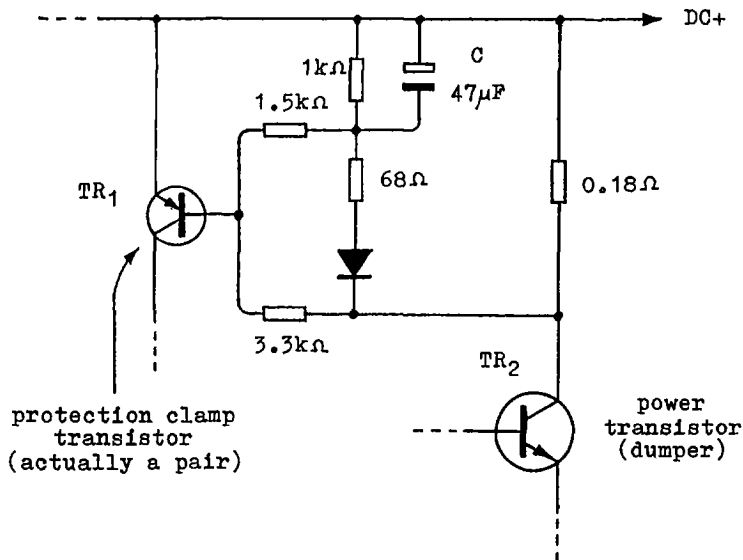 DC+
1kΩ
C
47µF
1.5kΩ
68Ω
0.18Ω
TR1
3.3kΩ
TR2
protection clamp
transistor
(actually a pair)
power
transistor
(dumper)